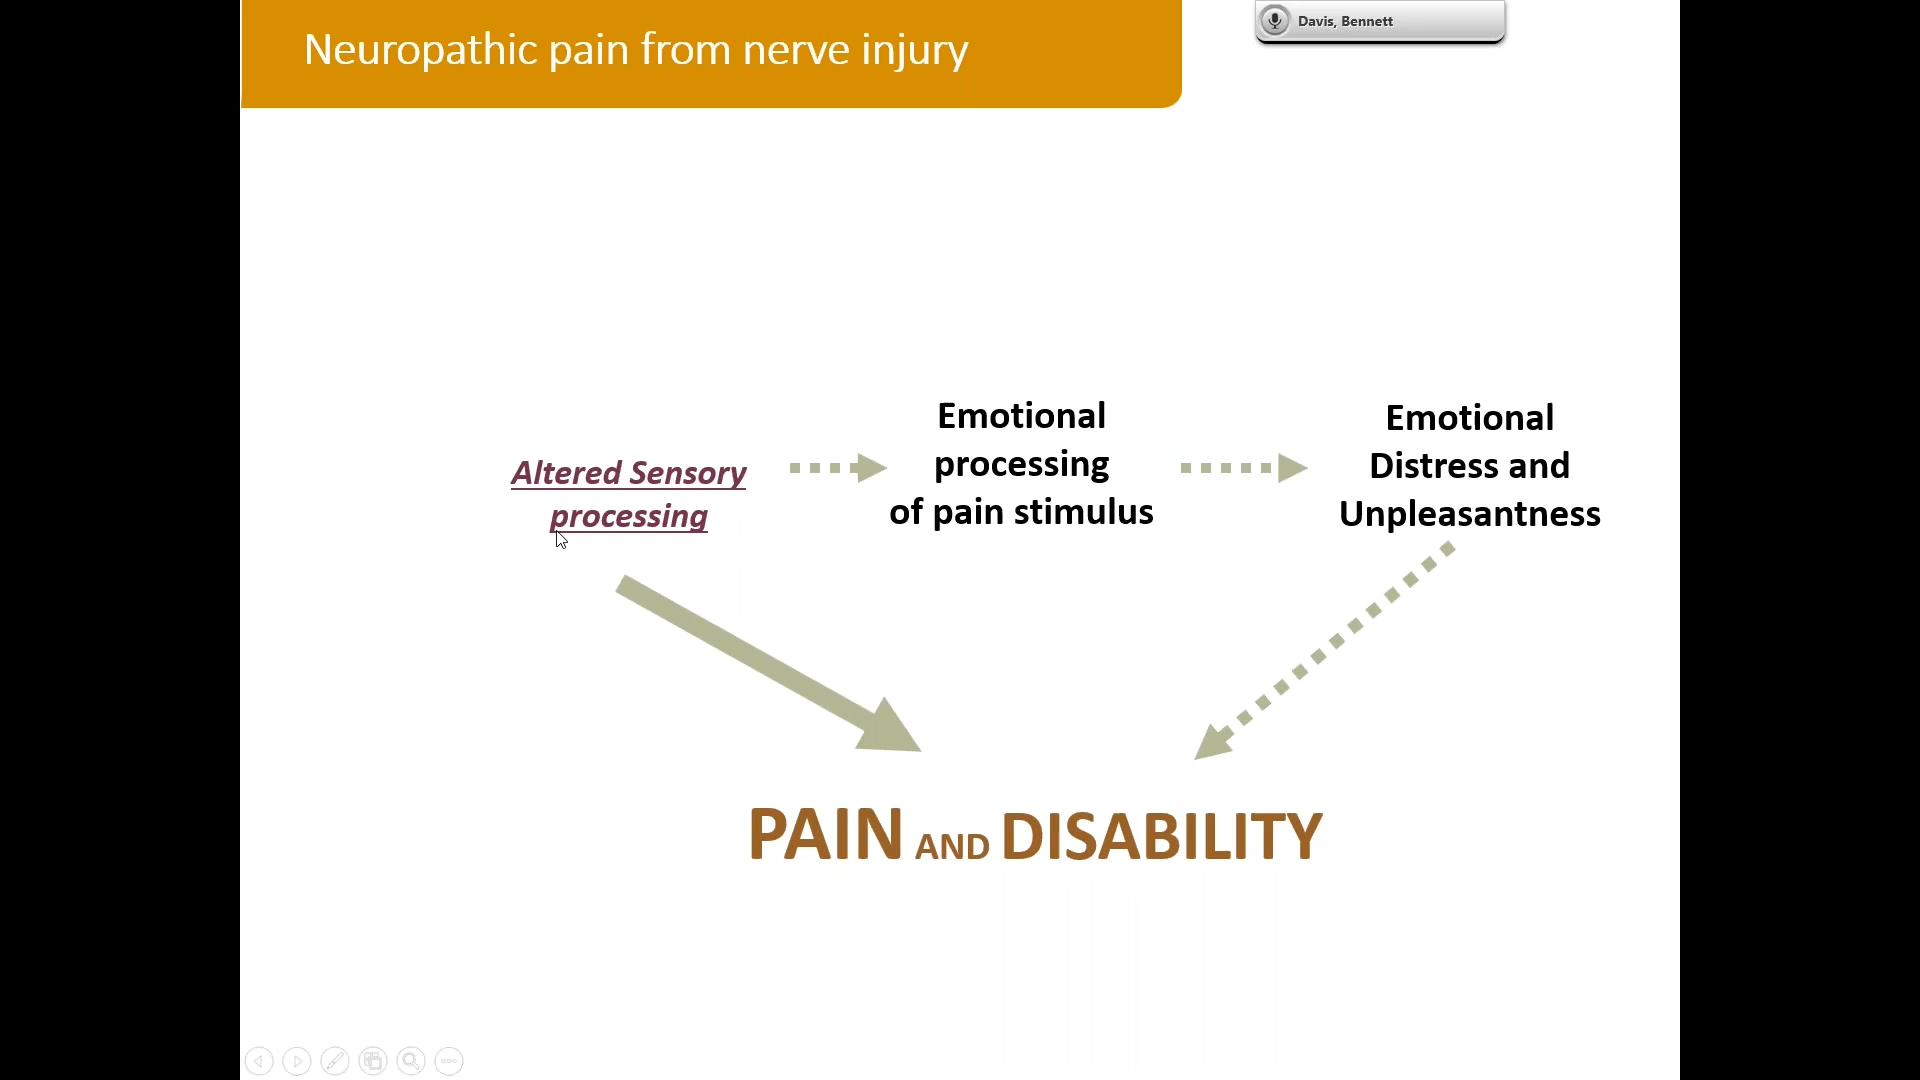 Neuropathic pain from nerve injury
Davis, Bennett
Altered Sensory
processing
Emotional
processing
of pain stimulus
Emotional
Distress and
Unpleasantness
PAIN AND DISABILITY